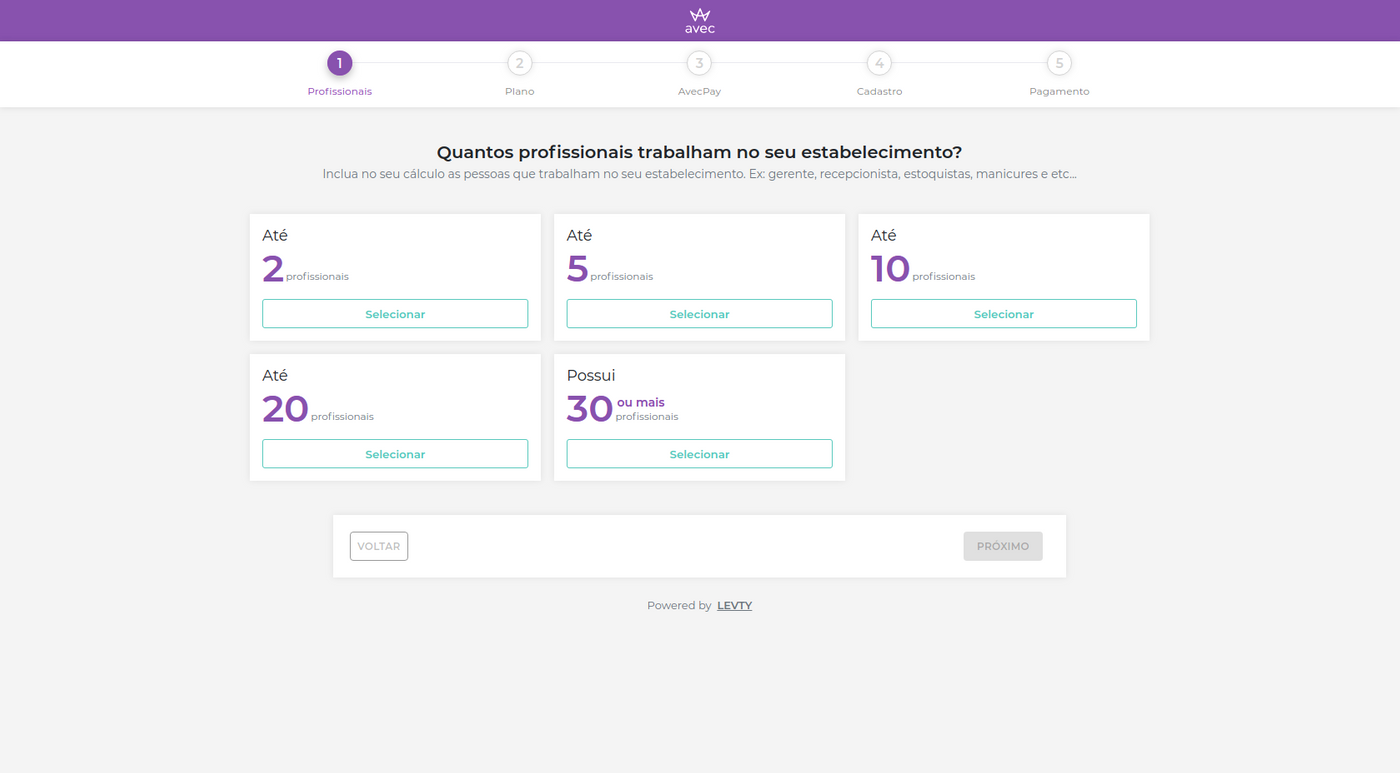 avec
1
2
3
4
5
Profissionais
Plano
AvecPay
Cadastro
Pagamento
Quantos profissionais trabalham no seu estabelecimento?
Inclua no seu cálculo as pessoas que trabalham no seu estabelecimento. Ex: gerente, recepcionista, estoquistas, manicures e etc...
Até
2 profissionais
Selecionar
Até
5 profissionais
Selecionar
Até
10 profissionais
Selecionar
Até
20 profissionais
Selecionar
Possui
30 ou mais
profissionais
Selecionar
VOLTAR
PRÓXIMO
Powered by LEVTY